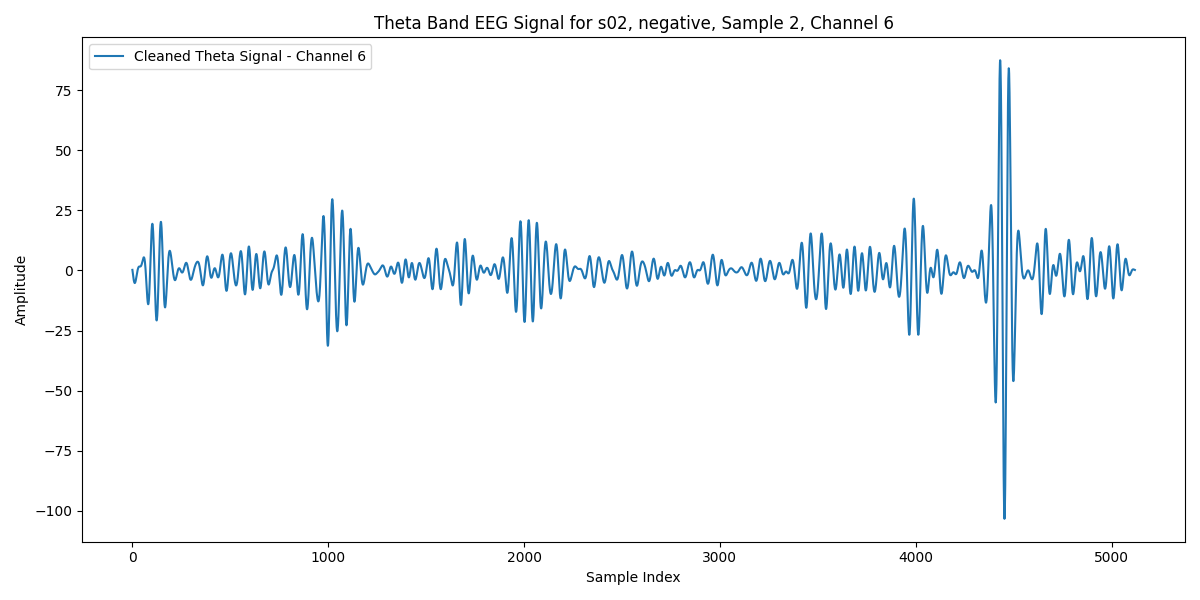 Theta Band EEG Signal for s02, negative, Sample 2, Channel 6
Cleaned Theta Signal - Channel 6
Amplitude
75
50
25
0
−25
−50
−75
−100
0 1000 2000 3000 4000 5000
Sample Index